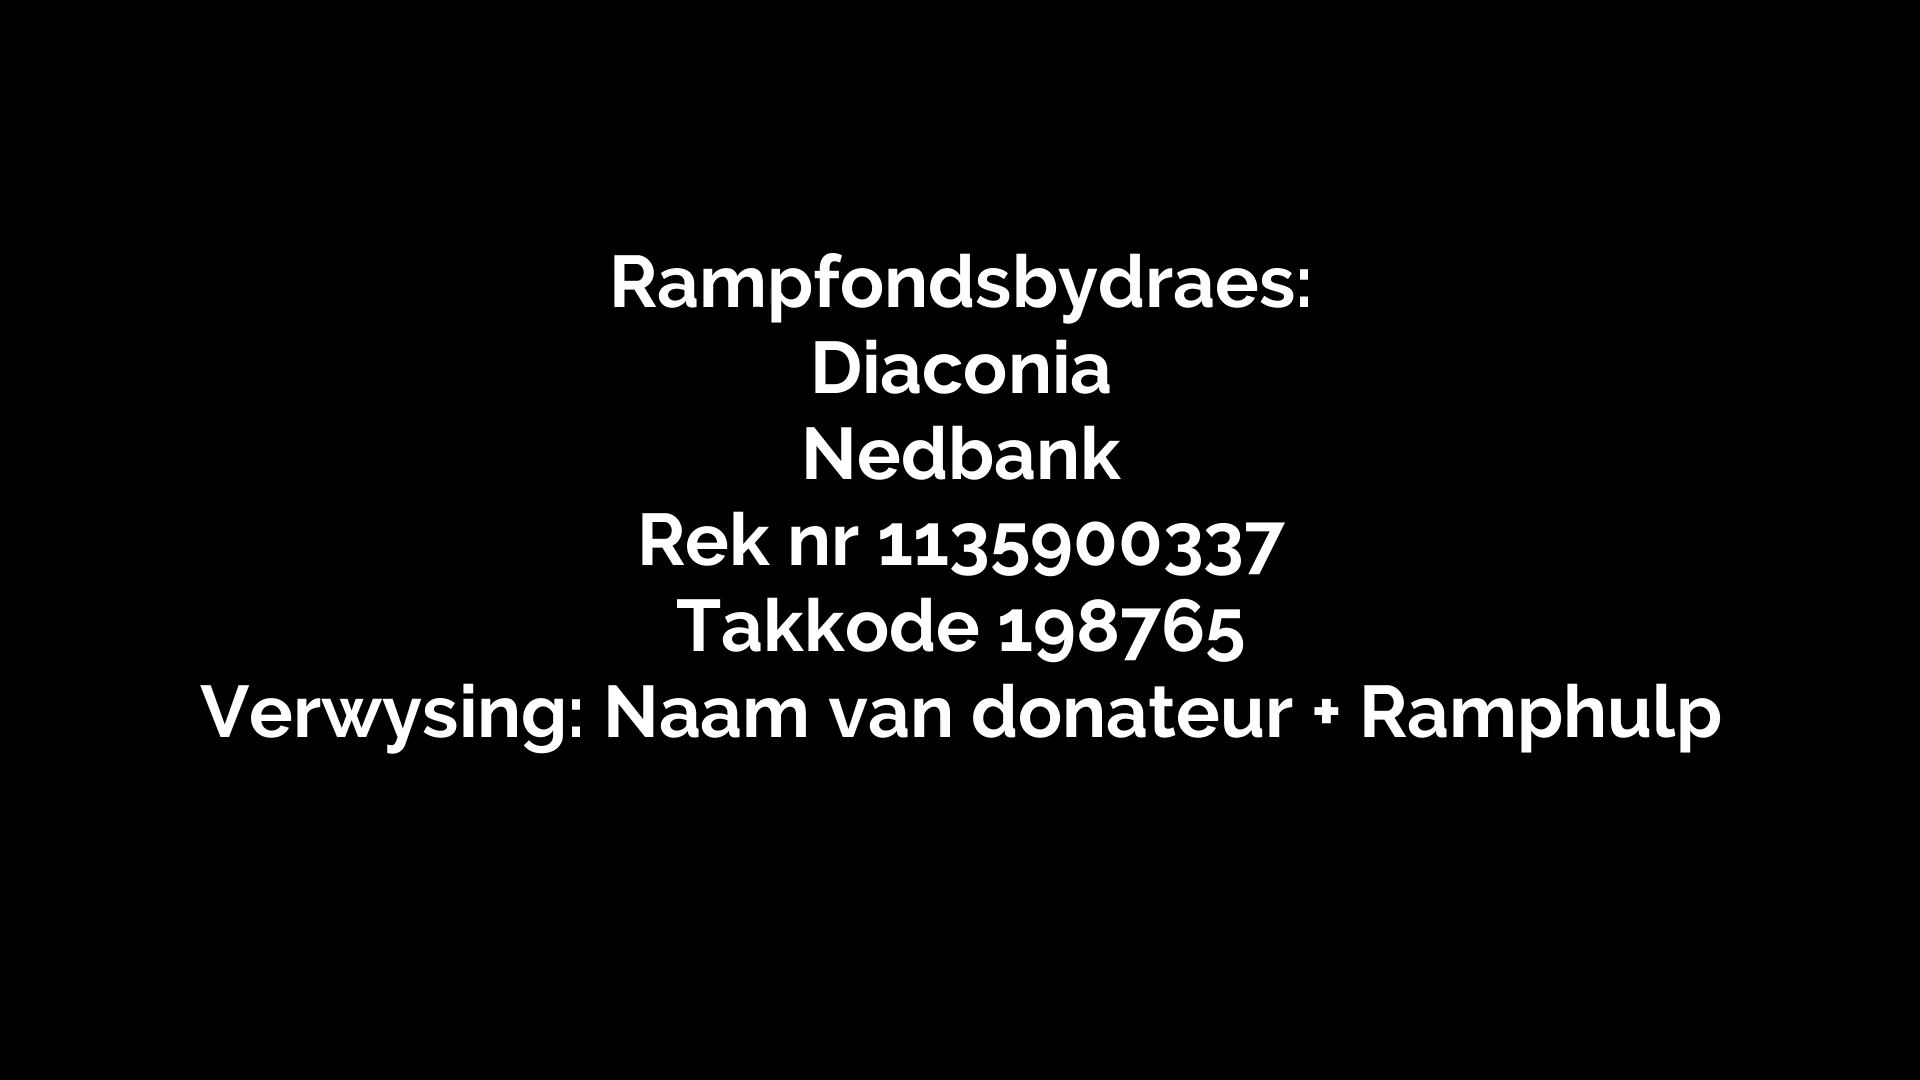 Rampfondsbydraes:
Diaconia
Nedbank
Rek nr 1135900337
Takkode 198765
Verwysing: Naam van donateur + Ramphulp